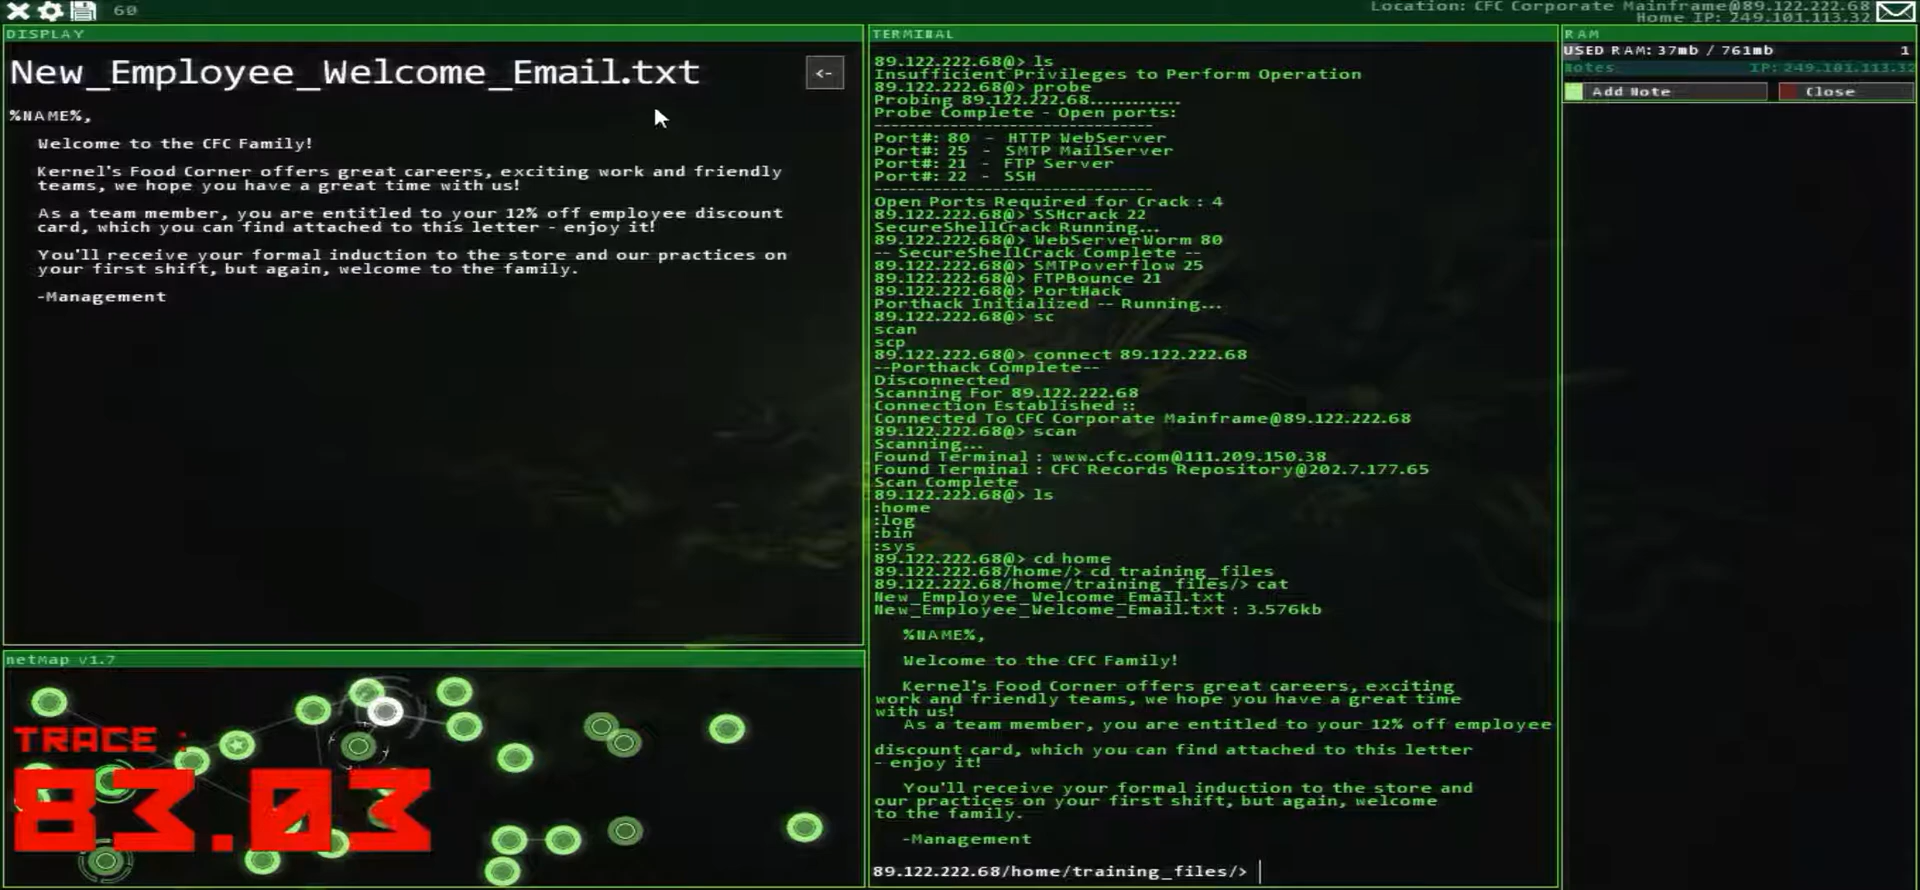 60
Location: CFC Corporate Mainframe@89.122.222.68
Home IP: 249.101.113.32
DISPLAY
New_Employee_Welcome_Email.txt
<-
%NAME%,
Welcome to the CFC Family!
Kernel's Food Corner offers great careers, exciting work and friendly
teams, we hope you have a great time with us!
As a team member, you are entitled to your 12% off employee discount
card, which you can find attached to this letter - enjoy it!
You'll receive your formal induction to the store and our practices on
your first shift, but again, welcome to the family.
-Management
netMap v1.7
TRACE :
83.03
TERMINAL
89.122.222.68@> ls
Insufficient Privileges to Perform Operation
89.122.222.68@> probe
Probing 89.122.222.68.............
Probe Complete - Open ports:
---------------------------------
Port#: 80 - HTTP WebServer
Port#: 25 - SMTP MailServer
Port#: 21 - FTP Server
Port#: 22 - SSH
---------------------------------
Open Ports Required for Crack : 4
89.122.222.68@> SSHcrack 22
SecureShellCrack Running...
89.122.222.68@> WebServerWorm 80
-- SecureShellCrack Complete --
89.122.222.68@> SMTPoverflow 25
89.122.222.68@> FTPBounce 21
89.122.222.68@> PortHack
Porthack Initialized -- Running...
89.122.222.68@> sc
scan
scp
89.122.222.68@> connect 89.122.222.68
--Porthack Complete--
Disconnected
Scanning For 89.122.222.68
Connection Established ::
Connected To CFC Corporate Mainframe@89.122.222.68
89.122.222.68@> scan
Scanning...
Found Terminal : www.cfc.com@111.209.150.38
Found Terminal : CFC Records Repository@202.7.177.65
Scan Complete
89.122.222.68@> ls
:home
:log
:bin
:sys
89.122.222.68@> cd home
89.122.222.68/home/> cd training_files
89.122.222.68/home/training_files/> cat
New_Employee_Welcome_Email.txt
New_Employee_Welcome_Email.txt : 3.576kb
%NAME%,
Welcome to the CFC Family!
Kernel's Food Corner offers great careers, exciting
work and friendly teams, we hope you have a great time
with us!
As a team member, you are entitled to your 12% off employee
discount card, which you can find attached to this letter
- enjoy it!
You'll receive your formal induction to the store and
our practices on your first shift, but again, welcome
to the family.
-Management
89.122.222.68/home/training_files/>
RAM
USED RAM: 37mb / 761mb 1
Notes IP: 249.101.113.32
Add Note Close